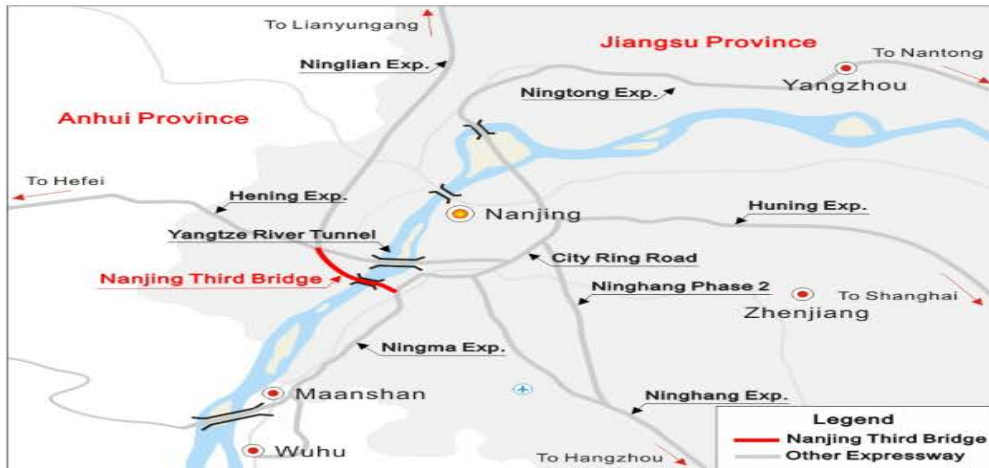 To Lianyungang
Jiangsu Province
To Nantong
Ninglian Exp.
Yangzhou
Ningtong Exp.
Anhui Province
To Hefei
Hening Exp.
Nanjing
Huning Exp.
Yangtze River Tunnel
City Ring Road
Nanjing Third Bridge
Ninghang Phase 2
To Shanghai
Zhenjiang
Ningma Exp.
Maanshan
Ninghang Exp.
Wuhu
To Hangzhou
Legend
Nanjing Third Bridge
Other Expressway